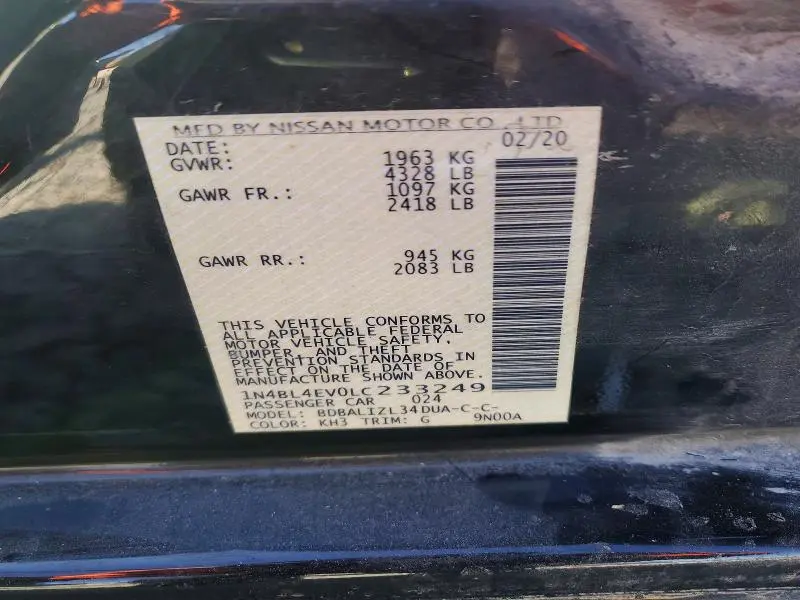 MFD BY NISSAN MOTOR CO., LTD
DATE: 02/20
GVWR: 1963 KG
4328 LB
GAWR FR.: 1097 KG
2418 LB
GAWR RR.: 945 KG
2083 LB
THIS VEHICLE CONFORMS TO
ALL APPLICABLE FEDERAL
MOTOR VEHICLE SAFETY,
BUMPER, AND THEFT
PREVENTION STANDARDS IN
EFFECT ON THE DATE OF
MANUFACTURE SHOWN ABOVE.
1N4BL4EV0LC233249
PASSENGER CAR 024
MODEL: BDBALIZL34DUA-C-C-
COLOR: KH3 TRIM: G 9N00A